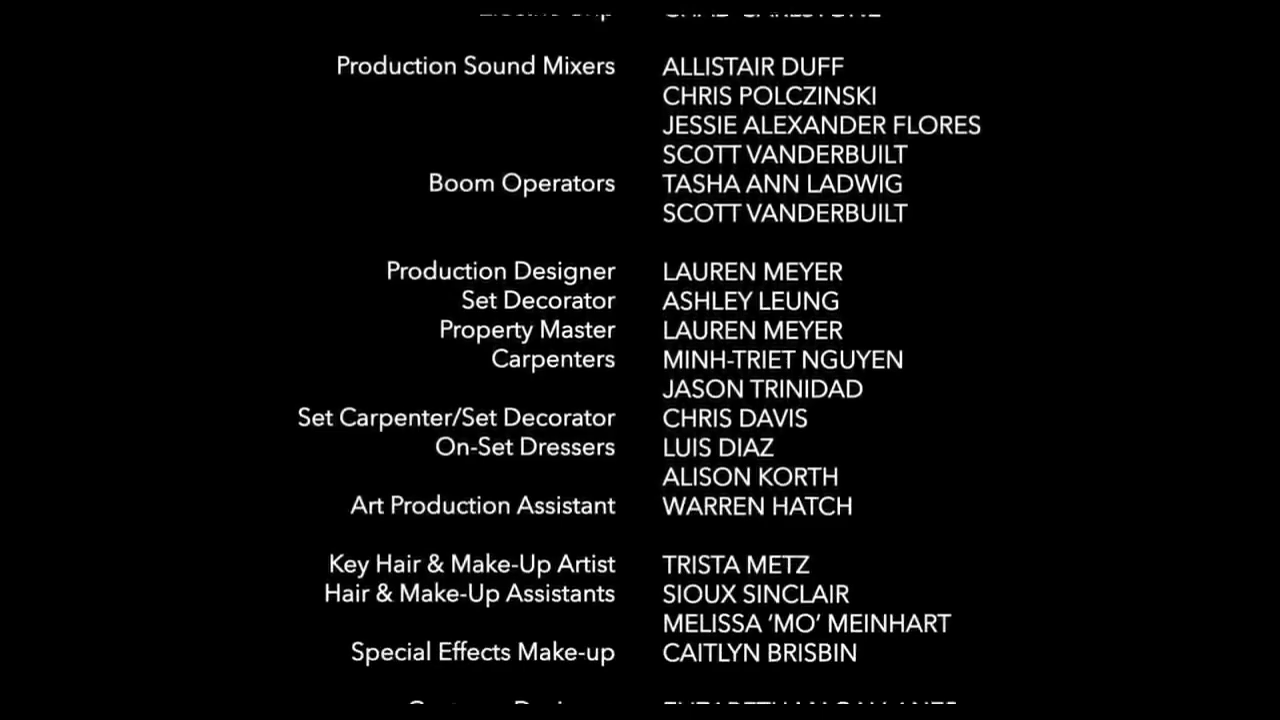 Production Sound Mixers ALLISTAIR DUFF
CHRIS POLCZINSKI
JESSIE ALEXANDER FLORES
SCOTT VANDERBUILT
Boom Operators TASHA ANN LADWIG
SCOTT VANDERBUILT
Production Designer LAUREN MEYER
Set Decorator ASHLEY LEUNG
Property Master LAUREN MEYER
Carpenters MINH-TRIET NGUYEN
JASON TRINIDAD
Set Carpenter/Set Decorator CHRIS DAVIS
On-Set Dressers LUIS DIAZ
ALISON KORTH
Art Production Assistant WARREN HATCH
Key Hair & Make-Up Artist TRISTA METZ
Hair & Make-Up Assistants SIOUX SINCLAIR
MELISSA ‘MO’ MEINHART
Special Effects Make-up CAITLYN BRISBIN